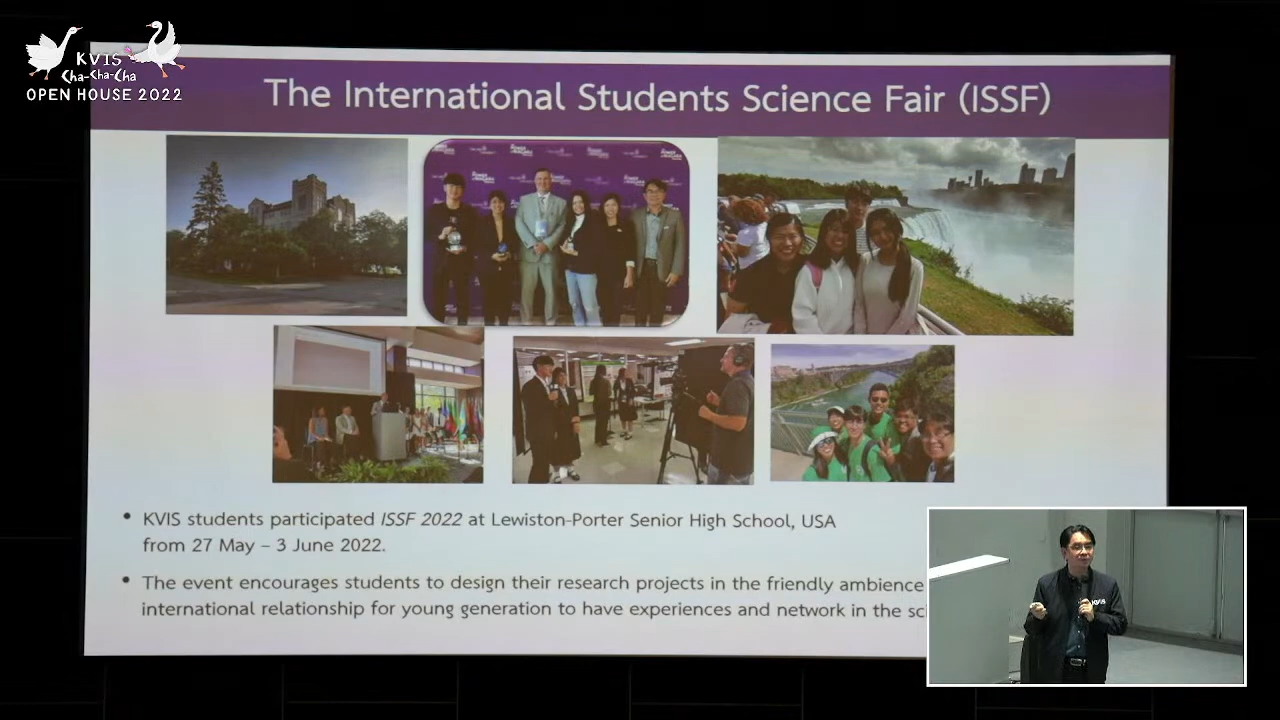 KVIS
Cha-Cha-Cha
OPEN HOUSE 2022
The International Students Science Fair (ISSF)
• KVIS students participated ISSF 2022 at Lewiston-Porter Senior High School, USA
from 27 May – 3 June 2022.
• The event encourages students to design their research projects in the friendly ambience
international relationship for young generation to have experiences and network in the
KVIS